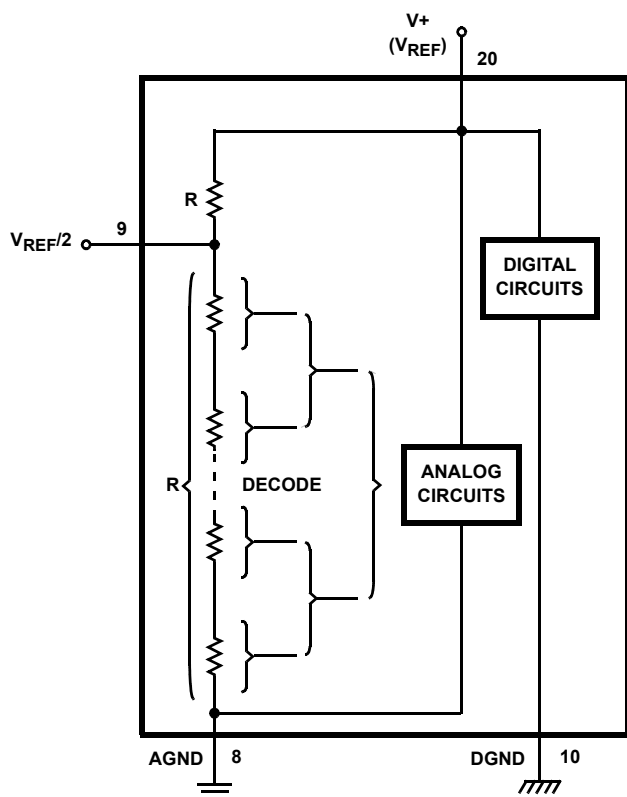 V+
(VREF)
20
R
VREF/2
9
DIGITAL
CIRCUITS
R
DECODE
ANALOG
CIRCUITS
AGND
8
DGND
10